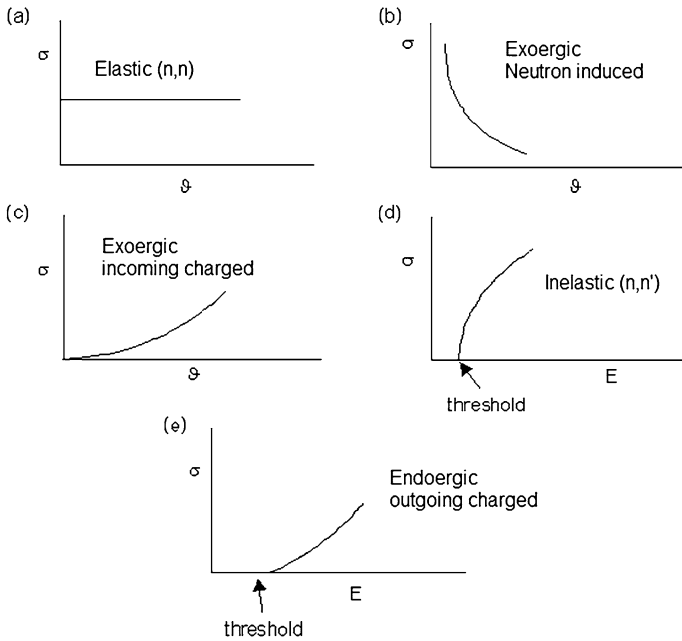 (a)
σ
Elastic (n,n)
ϑ
(b)
σ
Exoergic
Neutron induced
ϑ
(c)
σ
Exoergic
incoming charged
ϑ
(d)
σ
Inelastic (n,n')
E
threshold
(e)
σ
Endoergic
outgoing charged
E
threshold